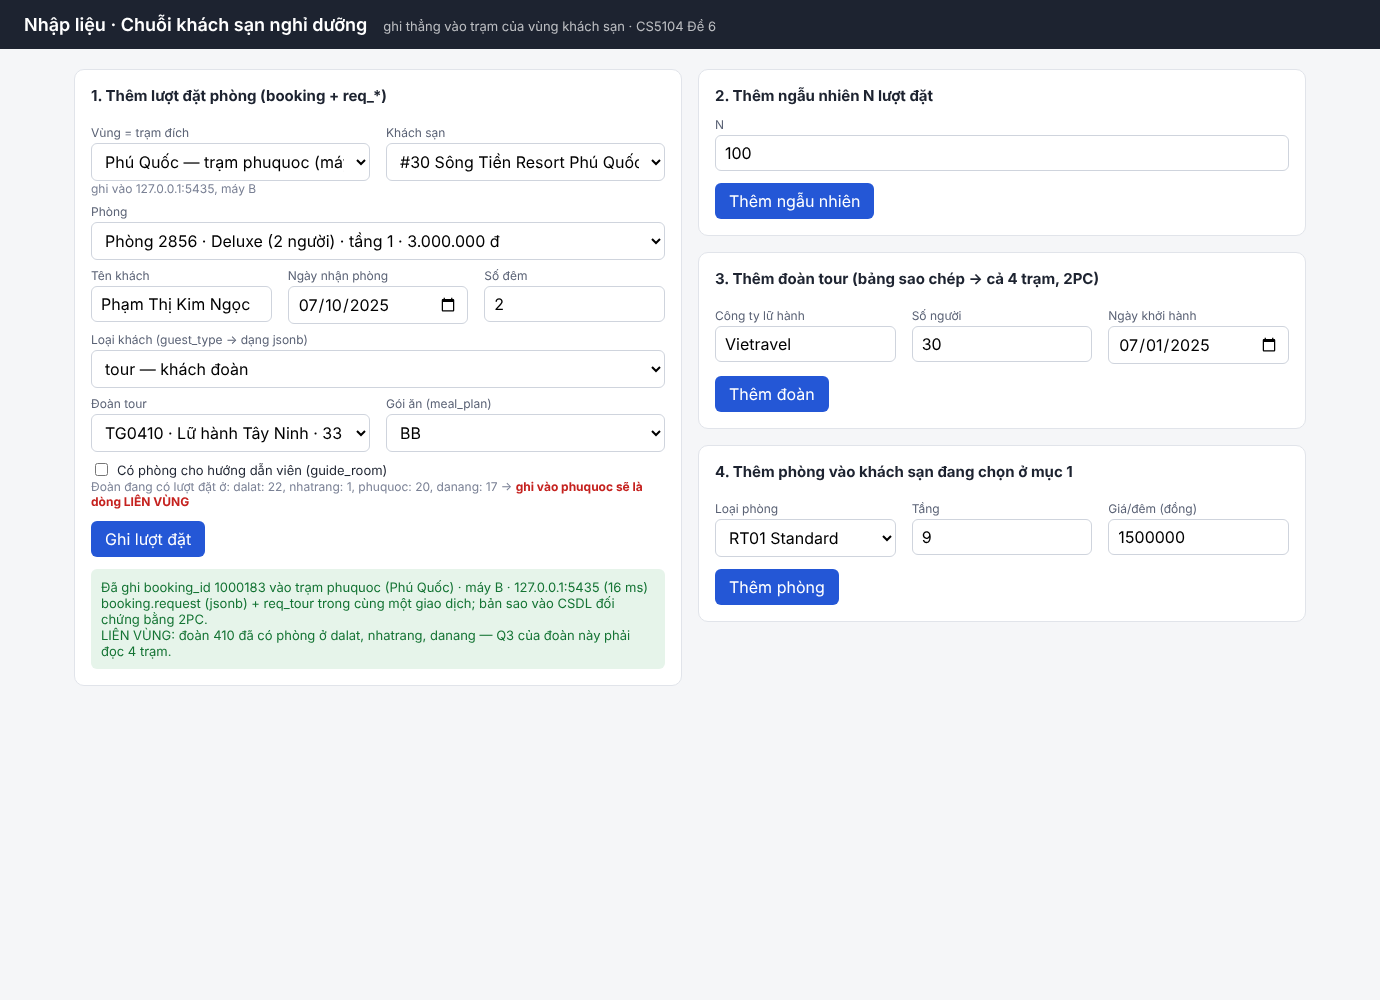 Nhập liệu · Chuỗi khách sạn nghỉ dưỡng
ghi thẳng vào trạm của vùng khách sạn · CS5104 Đề 6
1. Thêm lượt đặt phòng (booking + req_*)
Vùng = trạm đích
Khách sạn
Phú Quốc — trạm phuquoc (má
#30 Sông Tiền Resort Phú Quốc
ghi vào 127.0.0.1:5435, máy B
Phòng
Phòng 2856 · Deluxe (2 người) · tầng 1 · 3.000.000 đ
Tên khách
Ngày nhận phòng
Số đêm
Phạm Thị Kim Ngọc
07/10/2025
2
Loại khách (guest_type → dạng jsonb)
tour — khách đoàn
Đoàn tour
Gói ăn (meal_plan)
TG0410 · Lữ hành Tây Ninh · 33
BB
Có phòng cho hướng dẫn viên (guide_room)
Đoàn đang có lượt đặt ở: dalat: 22, nhatrang: 1, phuquoc: 20, danang: 17 → ghi vào phuquoc sẽ là
dòng LIÊN VÙNG
Ghi lượt đặt
Đã ghi booking_id 1000183 vào trạm phuquoc (Phú Quốc) · máy B · 127.0.0.1:5435 (16 ms)
booking.request (jsonb) + req_tour trong cùng một giao dịch; bản sao vào CSDL đối
chứng bằng 2PC.
LIÊN VÙNG: đoàn 410 đã có phòng ở dalat, nhatrang, danang — Q3 của đoàn này phải
đọc 4 trạm.
2. Thêm ngẫu nhiên N lượt đặt
N
100
Thêm ngẫu nhiên
3. Thêm đoàn tour (bảng sao chép → cả 4 trạm, 2PC)
Công ty lữ hành
Số người
Ngày khởi hành
Vietravel
30
07/01/2025
Thêm đoàn
4. Thêm phòng vào khách sạn đang chọn ở mục 1
Loại phòng
Tầng
Giá/đêm (đồng)
RT01 Standard
9
1500000
Thêm phòng